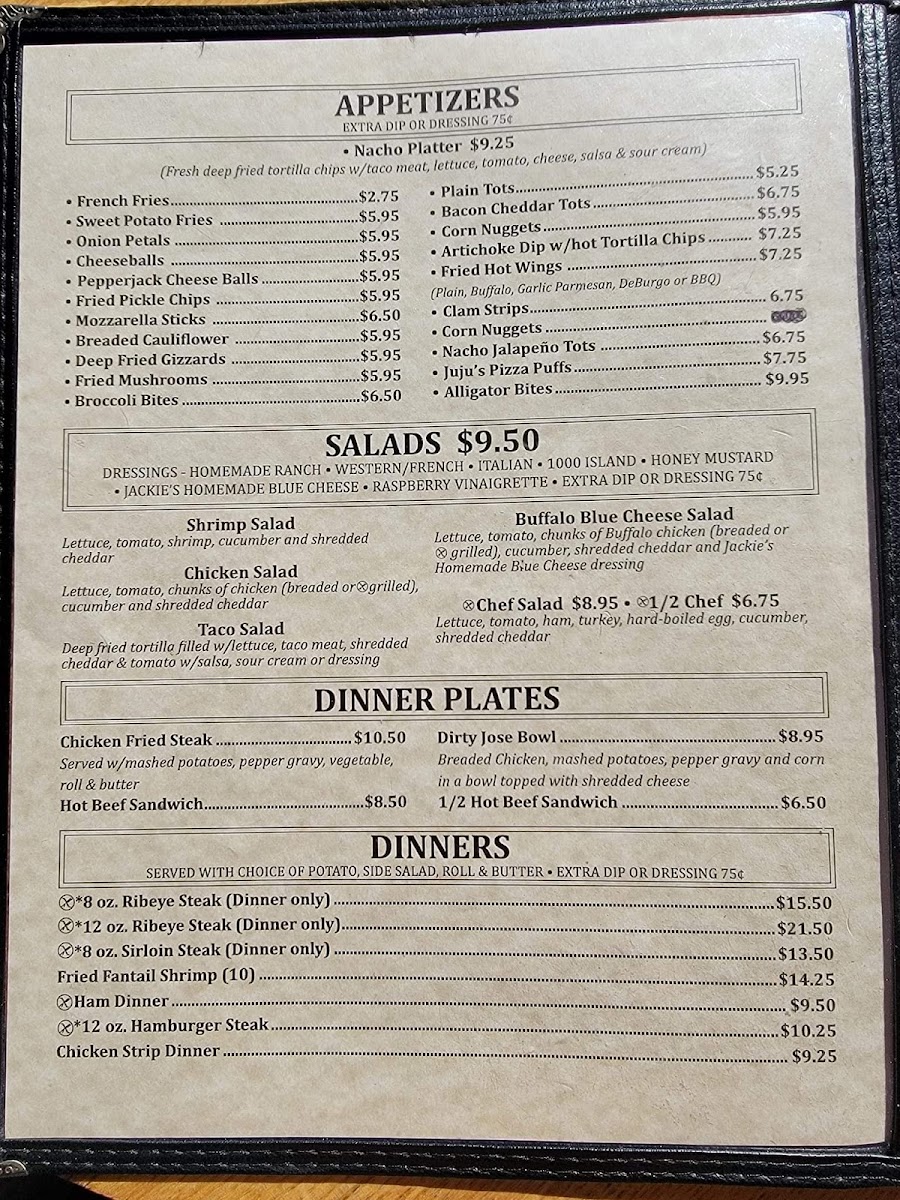 APPETIZERS
EXTRA DIP OR DRESSING 75¢
• Nacho Platter $9.25
(Fresh deep fried tortilla chips w/taco meat, lettuce, tomato, cheese, salsa & sour cream)
• French Fries....................$2.75
• Sweet Potato Fries ....................$5.95
• Onion Petals ....................$5.95
• Cheeseballs ....................$5.95
• Pepperjack Cheese Balls ....................$5.95
• Fried Pickle Chips ....................$5.95
• Mozzarella Sticks ....................$6.50
• Breaded Cauliflower ....................$5.95
• Deep Fried Gizzards ....................$5.95
• Fried Mushrooms ....................$5.95
• Broccoli Bites ....................$6.50
• Plain Tots....................$5.25
• Bacon Cheddar Tots....................$6.75
• Corn Nuggets....................$5.95
• Artichoke Dip w/hot Tortilla Chips .......... $7.25
• Fried Hot Wings ....................$7.25
(Plain, Buffalo, Garlic Parmesan, DeBurgo or BBQ)
• Clam Strips.................... 6.75
• Corn Nuggets ....................
• Nacho Jalapeño Tots ....................$6.75
• Juju's Pizza Puffs....................$7.75
• Alligator Bites .................... $9.95
SALADS $9.50
DRESSINGS - HOMEMADE RANCH • WESTERN/FRENCH • ITALIAN • 1000 ISLAND • HONEY MUSTARD
• JACKIE'S HOMEMADE BLUE CHEESE • RASPBERRY VINAIGRETTE • EXTRA DIP OR DRESSING 75¢
Shrimp Salad
Lettuce, tomato, shrimp, cucumber and shredded
cheddar
Chicken Salad
Lettuce, tomato, chunks of chicken (breaded or ⊗ grilled),
cucumber and shredded cheddar
Taco Salad
Deep fried tortilla filled w/lettuce, taco meat, shredded
cheddar & tomato w/salsa, sour cream or dressing
Buffalo Blue Cheese Salad
Lettuce, tomato, chunks of Buffalo chicken (breaded or
⊗ grilled), cucumber, shredded cheddar and Jackie's
Homemade Blue Cheese dressing
⊗Chef Salad $8.95 • ⊗1/2 Chef $6.75
Lettuce, tomato, ham, turkey, hard-boiled egg, cucumber,
shredded cheddar
DINNER PLATES
Chicken Fried Steak ....................$10.50
Served w/mashed potatoes, pepper gravy, vegetable,
roll & butter
Hot Beef Sandwich....................$8.50
Dirty Jose Bowl ....................$8.95
Breaded Chicken, mashed potatoes, pepper gravy and corn
in a bowl topped with shredded cheese
1/2 Hot Beef Sandwich ....................$6.50
DINNERS
SERVED WITH CHOICE OF POTATO, SIDE SALAD, ROLL & BUTTER • EXTRA DIP OR DRESSING 75¢
⊗*8 oz. Ribeye Steak (Dinner only)....................$15.50
⊗*12 oz. Ribeye Steak (Dinner only)....................$21.50
⊗*8 oz. Sirloin Steak (Dinner only) ....................$13.50
Fried Fantail Shrimp (10) ....................$14.25
⊗Ham Dinner.................... $9.50
⊗*12 oz. Hamburger Steak....................$10.25
Chicken Strip Dinner .................... $9.25